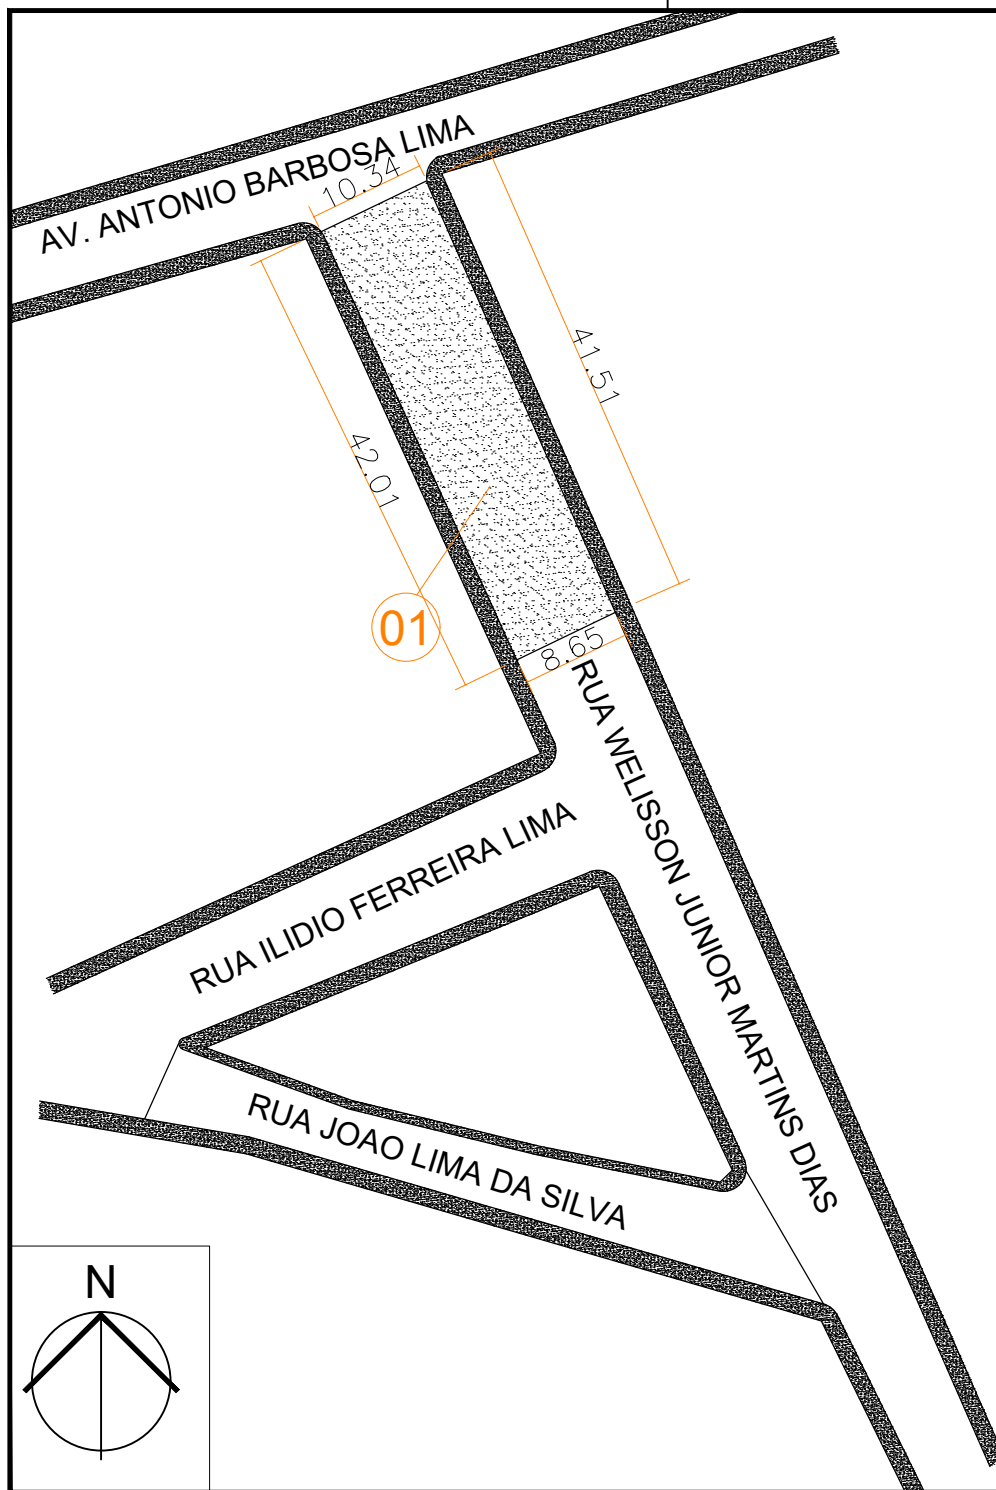 AV. ANTONIO BARBOSA LIMA
10.34
41.51
42.01
01
8.65
RUA WELISSON JUNIOR MARTINS DIAS
RUA ILIDIO FERREIRA LIMA
RUA JOAO LIMA DA SILVA
N